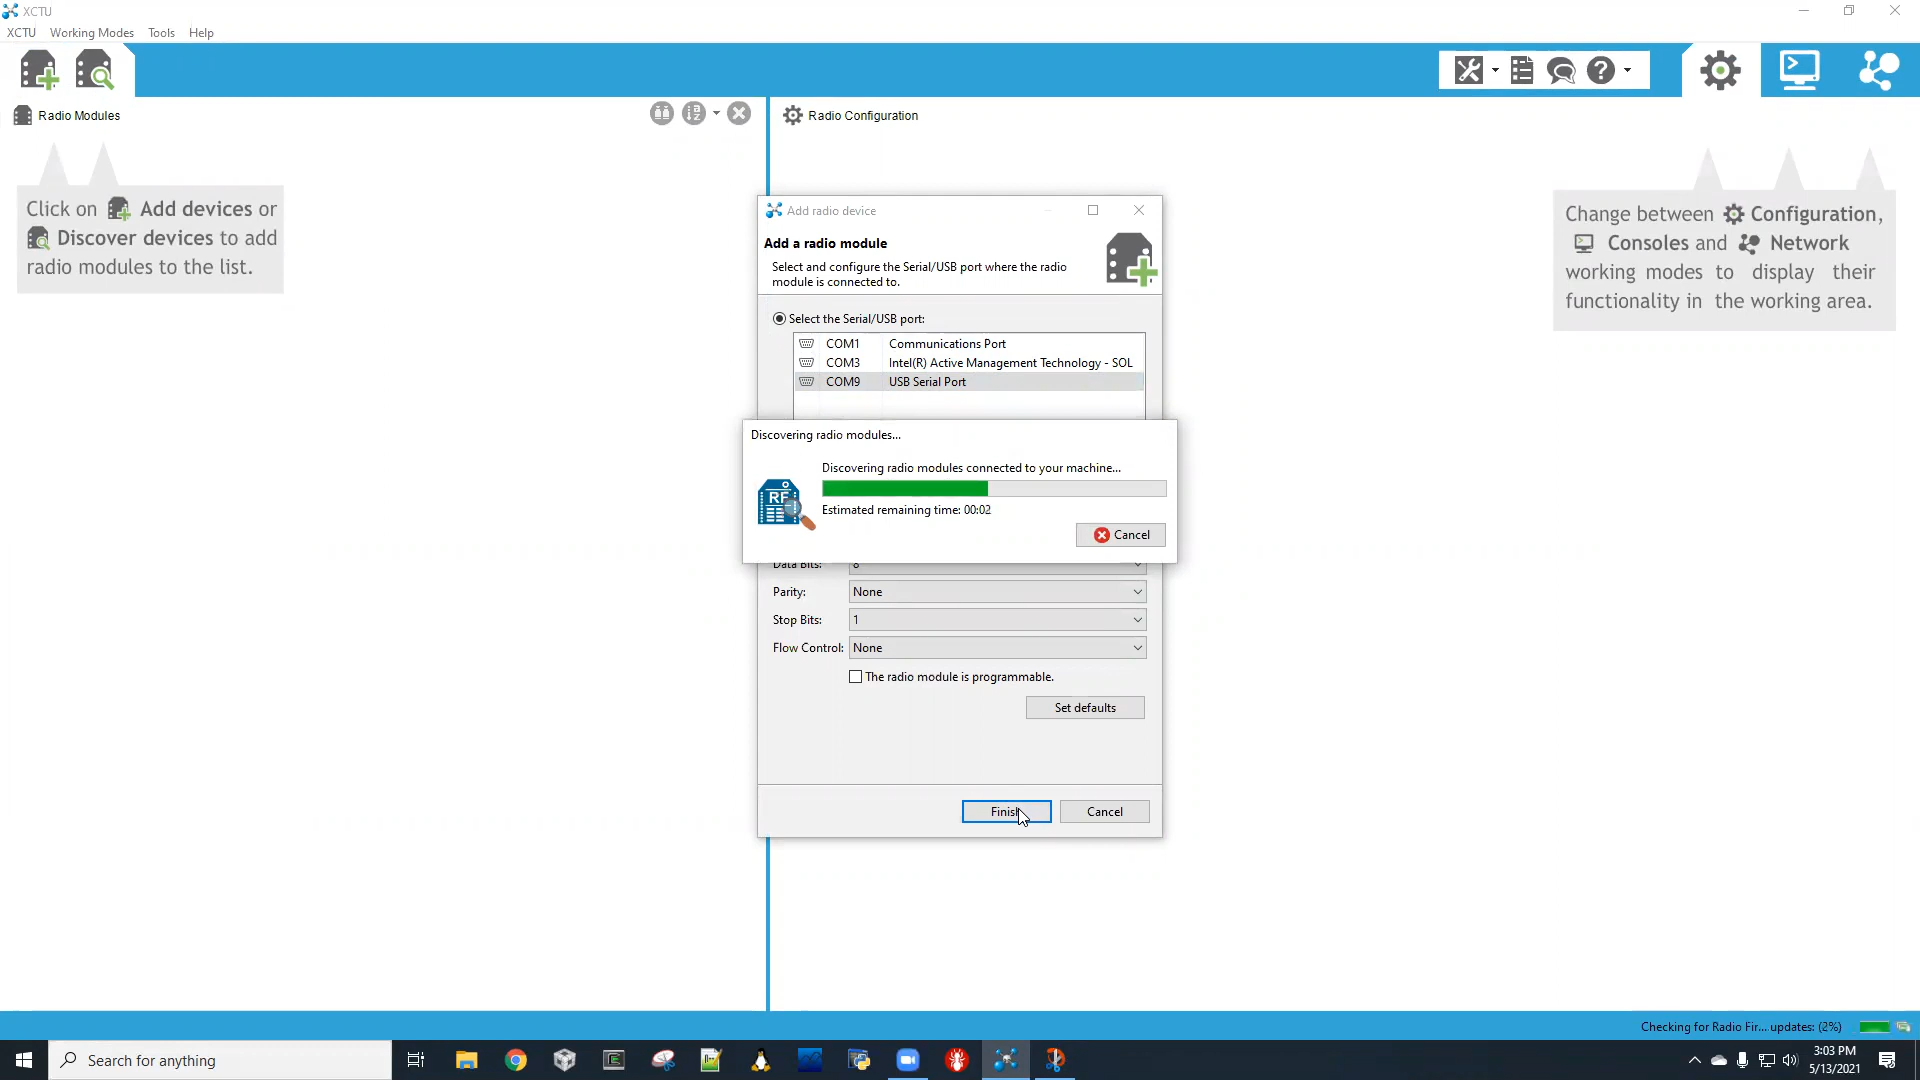 XCTU
XCTU Working Modes Tools Help
Radio Modules
Radio Configuration
Click on Add devices or
Discover devices to add
radio modules to the list.
Change between Configuration,
Consoles and Network
working modes to display their
functionality in the working area.
Add radio device
Add a radio module
Select and configure the Serial/USB port where the radio
module is connected to.
Select the Serial/USB port:
COM1 Communications Port
COM3 Intel(R) Active Management Technology - SOL
COM9 USB Serial Port
Discovering radio modules...
Discovering radio modules connected to your machine...
RF
Estimated remaining time: 00:02
Cancel
Data Bits: 8
Parity: None
Stop Bits: 1
Flow Control: None
The radio module is programmable.
Set defaults
Finish Cancel
Checking for Radio Fir... updates: (2%)
Search for anything
3:03 PM
5/13/2021